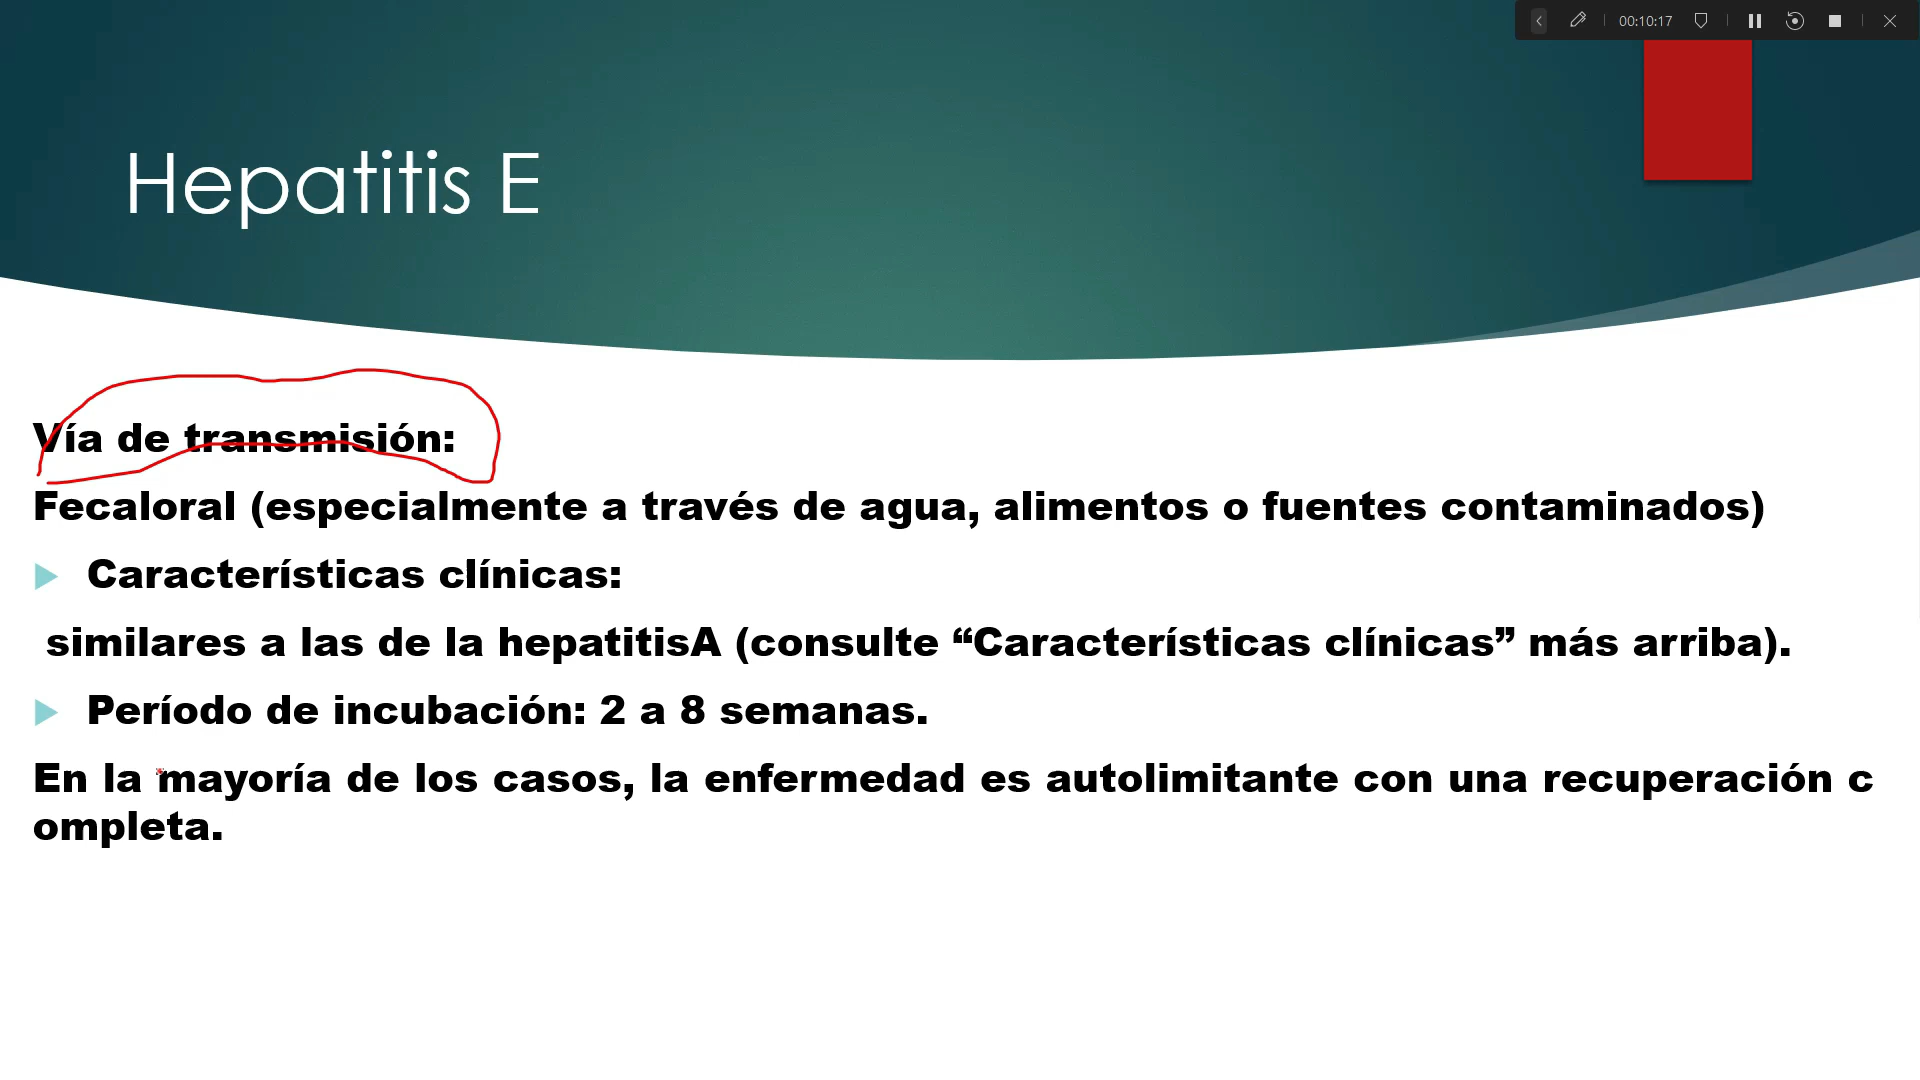 00:10:17
Hepatitis E
Vía de transmisión:
Fecaloral (especialmente a través de agua, alimentos o fuentes contaminados)
Características clínicas:
similares a las de la hepatitisA (consulte “Características clínicas” más arriba).
Período de incubación: 2 a 8 semanas.
En la mayoría de los casos, la enfermedad es autolimitante con una recuperación c
ompleta.